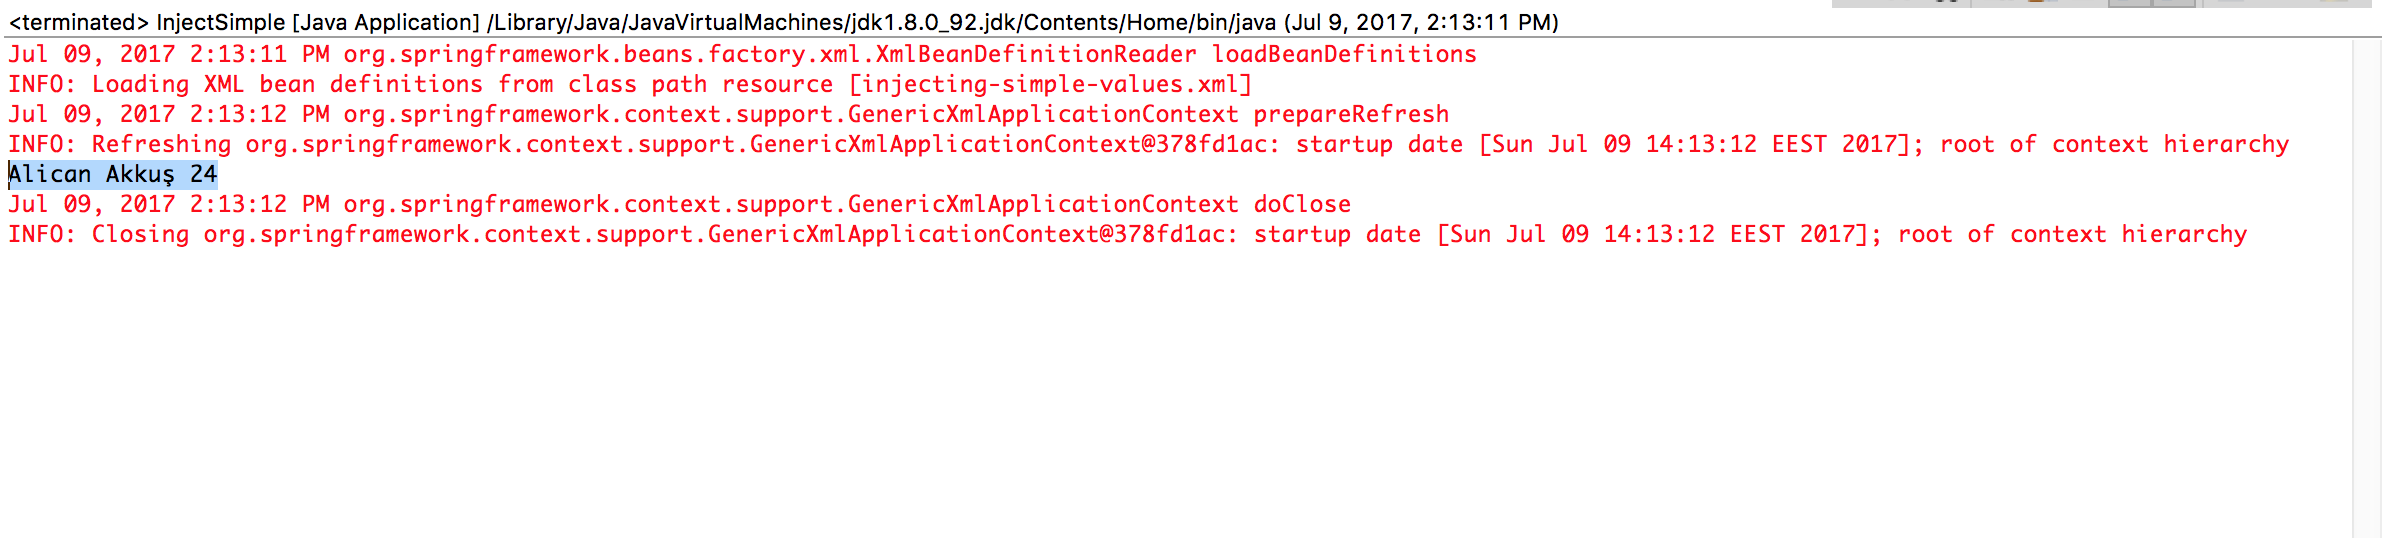 <terminated> InjectSimple [Java Application] /Library/Java/JavaVirtualMachines/jdk1.8.0_92.jdk/Contents/Home/bin/java (Jul 9, 2017, 2:13:11 PM)
Jul 09, 2017 2:13:11 PM org.springframework.beans.factory.xml.XmlBeanDefinitionReader loadBeanDefinitions
INFO: Loading XML bean definitions from class path resource [injecting-simple-values.xml]
Jul 09, 2017 2:13:12 PM org.springframework.context.support.GenericXmlApplicationContext prepareRefresh
INFO: Refreshing org.springframework.context.support.GenericXmlApplicationContext@378fd1ac: startup date [Sun Jul 09 14:13:12 EEST 2017]; root of context hierarchy
Alican Akkuş 24
Jul 09, 2017 2:13:12 PM org.springframework.context.support.GenericXmlApplicationContext doClose
INFO: Closing org.springframework.context.support.GenericXmlApplicationContext@378fd1ac: startup date [Sun Jul 09 14:13:12 EEST 2017]; root of context hierarchy